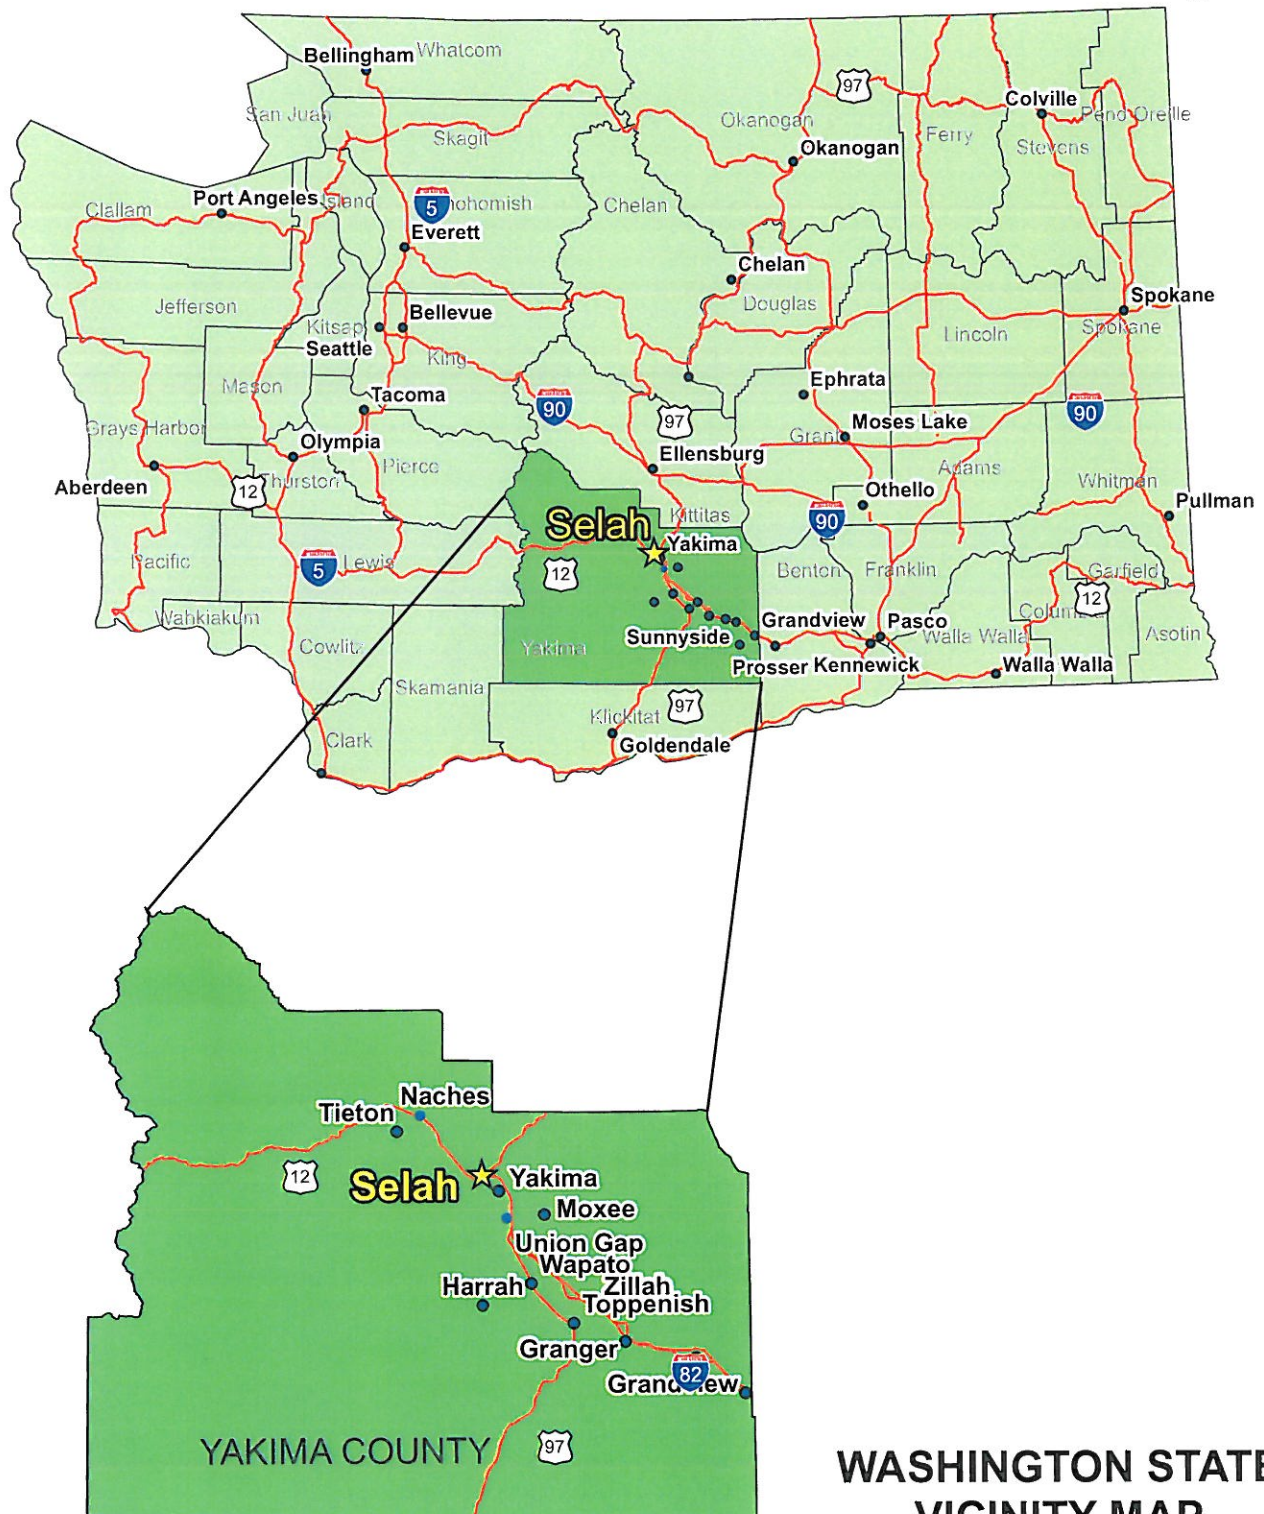 Bellingham
Whatcom
San Juan
Skagit
Okanogan
97
Ferry
Colville
Pend Oreille
Stevens
Okanogan
Port Angeles
Clallam
Island
5
nohomish
Chelan
Everett
Chelan
Jefferson
Douglas
Spokane
Bellevue
Kitsap
Seattle
King
Lincoln
Spokane
Mason
Tacoma
90
Ephrata
97
Moses Lake
90
Grays Harbor
Olympia
Grant
Pierce
Ellensburg
Adams
Aberdeen
12
Thurston
Whitman
Othello
Pullman
Selah
Kittitas
90
Yakima
Pacific
5
Lewis
12
Benton
Franklin
Garfield
Wahkiakum
Columbia
12
Cowlitz
Yakima
Sunnyside
Grandview
Pasco
Walla Walla
Asotin
Prosser
Kennewick
Walla Walla
Skamania
Klickitat
97
Clark
Goldendale
Naches
Tieton
12
Selah
Yakima
Moxee
Union Gap
Wapato
Harrah
Zillah
Toppenish
Granger
82
Grandview
YAKIMA COUNTY
97
WASHINGTON STATE
VICINITY MAP